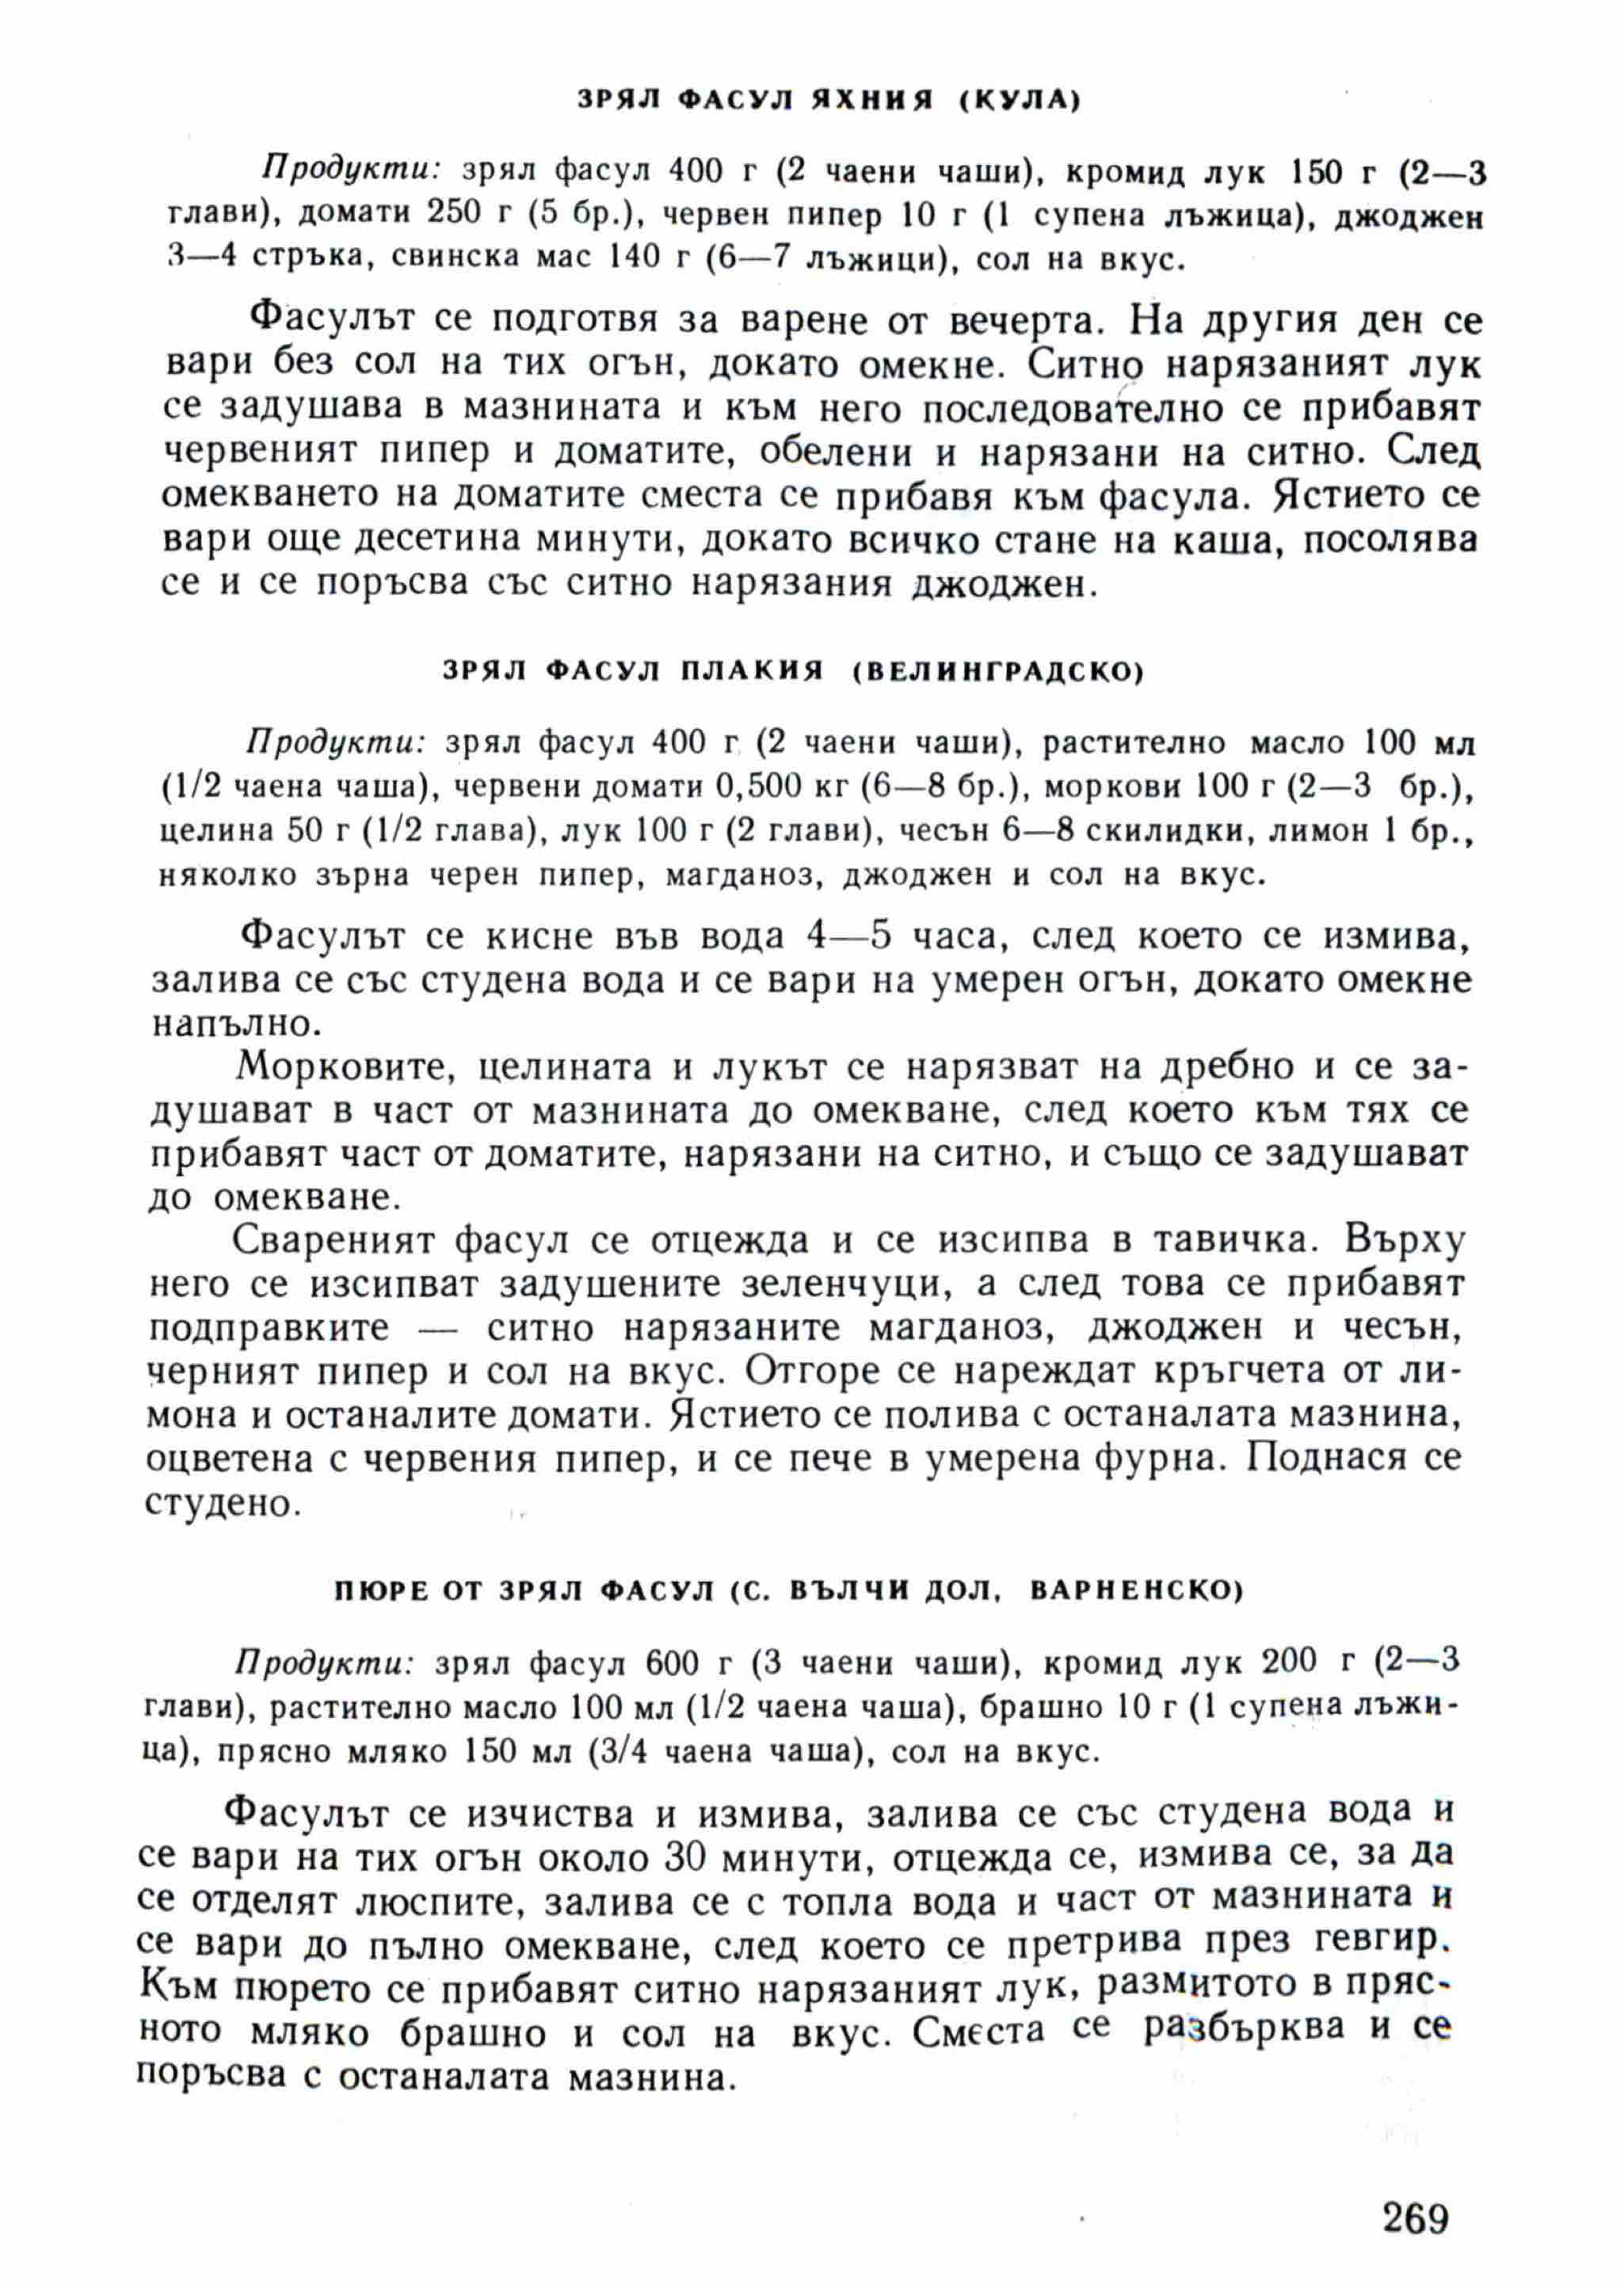 ЗРЯЛ ФАСУЛ ЯХНИЯ (КУЛА)
Продукти: зрял фасул 400 г (2 чаени чаши), кромид лук 150 г (2—3
глави), домати 250 г (5 бр.), червен пипер 10 г (1 супена лъжица), джоджен
3—4 стръка, свинска мас 140 г (6—7 лъжици), сол на вкус.
Фасулът се подготвя за варене от вечерта. На другия ден се
вари без сол на тих огън, докато омекне. Ситно нарязаният лук
се задушава в мазнината и към него последователно се прибавят
червеният пипер и доматите, обелени и нарязани на ситно. След
омекването на доматите сместа се прибавя към фасула. Ястието се
вари още десетина минути, докато всичко стане на каша, посолява
се и се поръсва със ситно нарязания джоджен.
ЗРЯЛ ФАСУЛ ПЛАКИЯ (ВЕЛИНГРАДСКО)
Продукти: зрял фасул 400 г (2 чаени чаши), растително масло 100 мл
(1/2 чаена чаша), червени домати 0,500 кг (6—8 бр.), моркови 100 г (2—3 бр.),
целина 50 г (1/2 глава), лук 100 г (2 глави), чесън 6—8 скилидки, лимон 1 бр.,
няколко зърна черен пипер, магданоз, джоджен и сол на вкус.
Фасулът се кисне във вода 4—5 часа, след което се измива,
залива се със студена вода и се вари на умерен огън, докато омекне
напълно.
Морковите, целината и лукът се нарязват на дребно и се за-
душават в част от мазнината до омекване, след което към тях се
прибавят част от доматите, нарязани на ситно, и също се задушават
до омекване.
Свареният фасул се отцежда и се изсипва в тавичка. Върху
него се изсипват задушените зеленчуци, а след това се прибавят
подправките — ситно нарязаните магданоз, джоджен и чесън,
черният пипер и сол на вкус. Отгоре се нареждат кръгчета от ли-
мона и останалите домати. Ястието се полива с останалата мазнина,
оцветена с червения пипер, и се пече в умерена фурна. Поднася се
студено.
ПЮРЕ ОТ ЗРЯЛ ФАСУЛ (С. ВЪЛЧИ ДОЛ, ВАРНЕНСКО)
Продукти: зрял фасул 600 г (3 чаени чаши), кромид лук 200 г (2—3
глави), растително масло 100 мл (1/2 чаена чаша), брашно 10 г (1 супена лъжи-
ца), прясно мляко 150 мл (3/4 чаена чаша), сол на вкус.
Фасулът се изчиства и измива, залива се със студена вода и
се вари на тих огън около 30 минути, отцежда се, измива се, за да
се отделят люспите, залива се с топла вода и част от мазнината и
се вари до пълно омекване, след което се претрива през гевгир.
Към пюрето се прибавят ситно нарязаният лук, размитото в пряс-
ното мляко брашно и сол на вкус. Сместа се разбърква и се
поръсва с останалата мазнина.
269